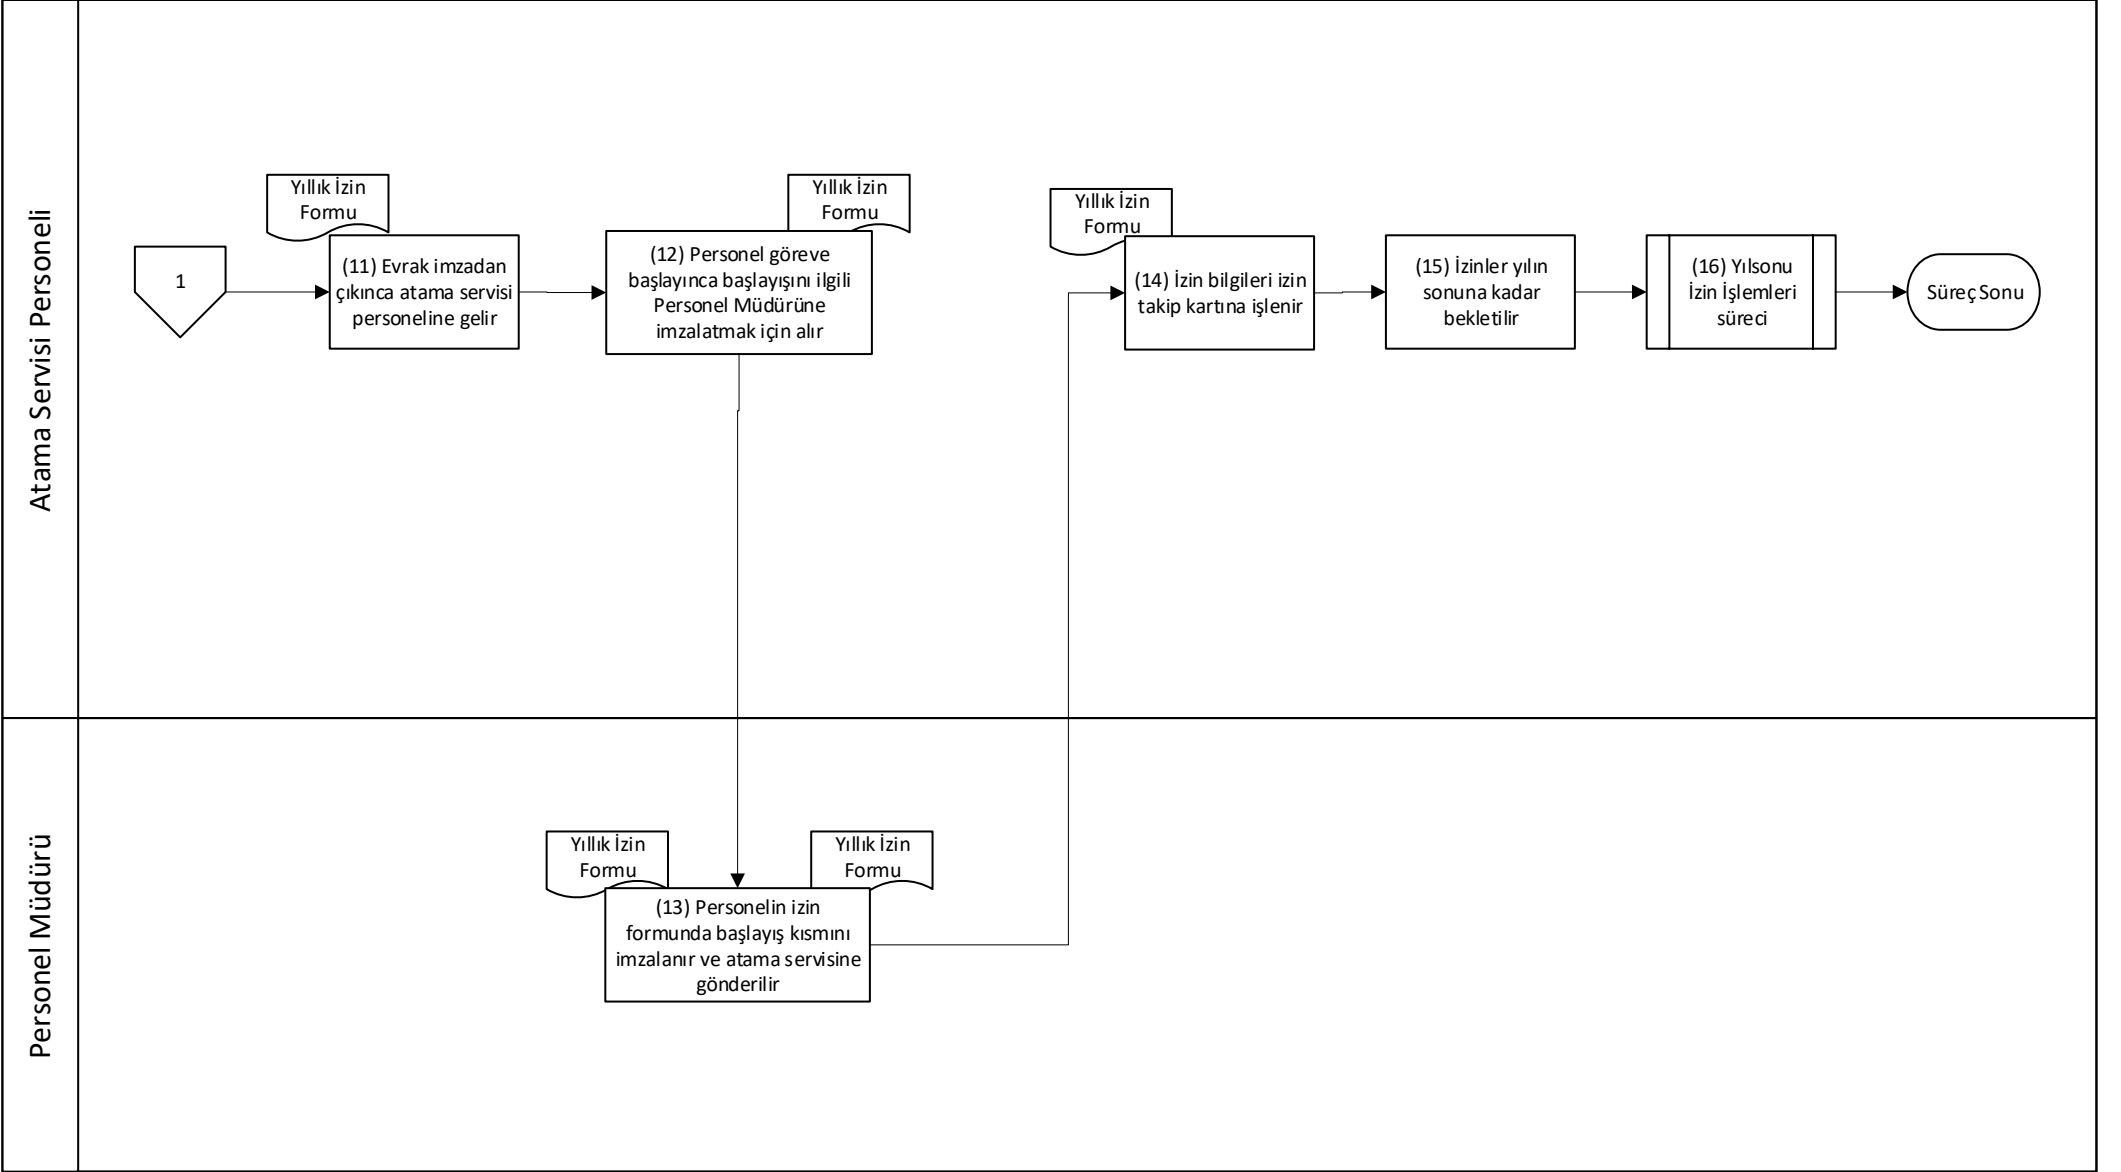 Atama Servisi Personeli
1
Yıllık İzin
Formu
(11) Evrak imzadan
çıkınca atama servisi
personeline gelir
Yıllık İzin
Formu
(12) Personel göreve
başlayınca başlayışını ilgili
Personel Müdürüne
imzalatmak için alır
Yıllık İzin
Formu
(14) İzin bilgileri izin
takip kartına işlenir
(15) İzinler yılın
sonuna kadar
bekletilir
(16) Yılsonu
İzin İşlemleri
süreci
Süreç Sonu
Personel Müdürü
Yıllık İzin
Formu
Yıllık İzin
Formu
(13) Personelin izin
formunda başlayış kısmını
imzalanır ve atama servisine
gönderilir